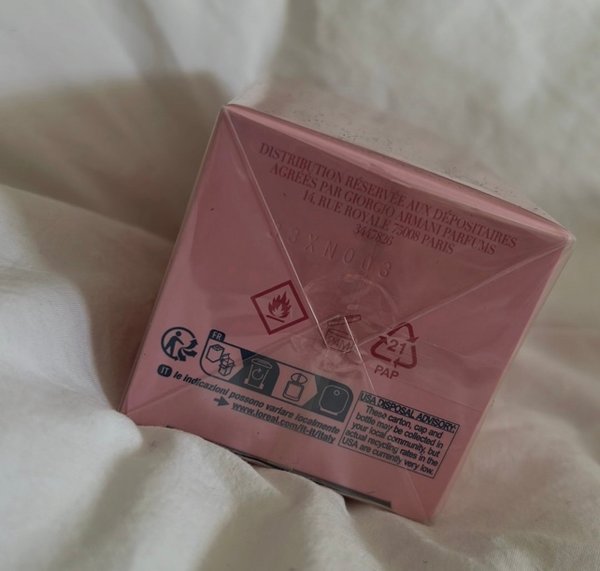 DISTRIBUTION RÉSERVÉE AUX DÉPOSITAIRES
AGRÉÉS PAR GIORGIO ARMANI PARFUMS
14, RUE ROYALE 75008 PARIS
3XN003
21
PAP
FR
IT le indicazioni possono variare localmente
www.loreal.com/it-it/italy
USA DISPOSAL ADVISORY:
These carton, cap and
bottle may be collected in
your local community, but
actual recycling rates in the
USA are currently very low.